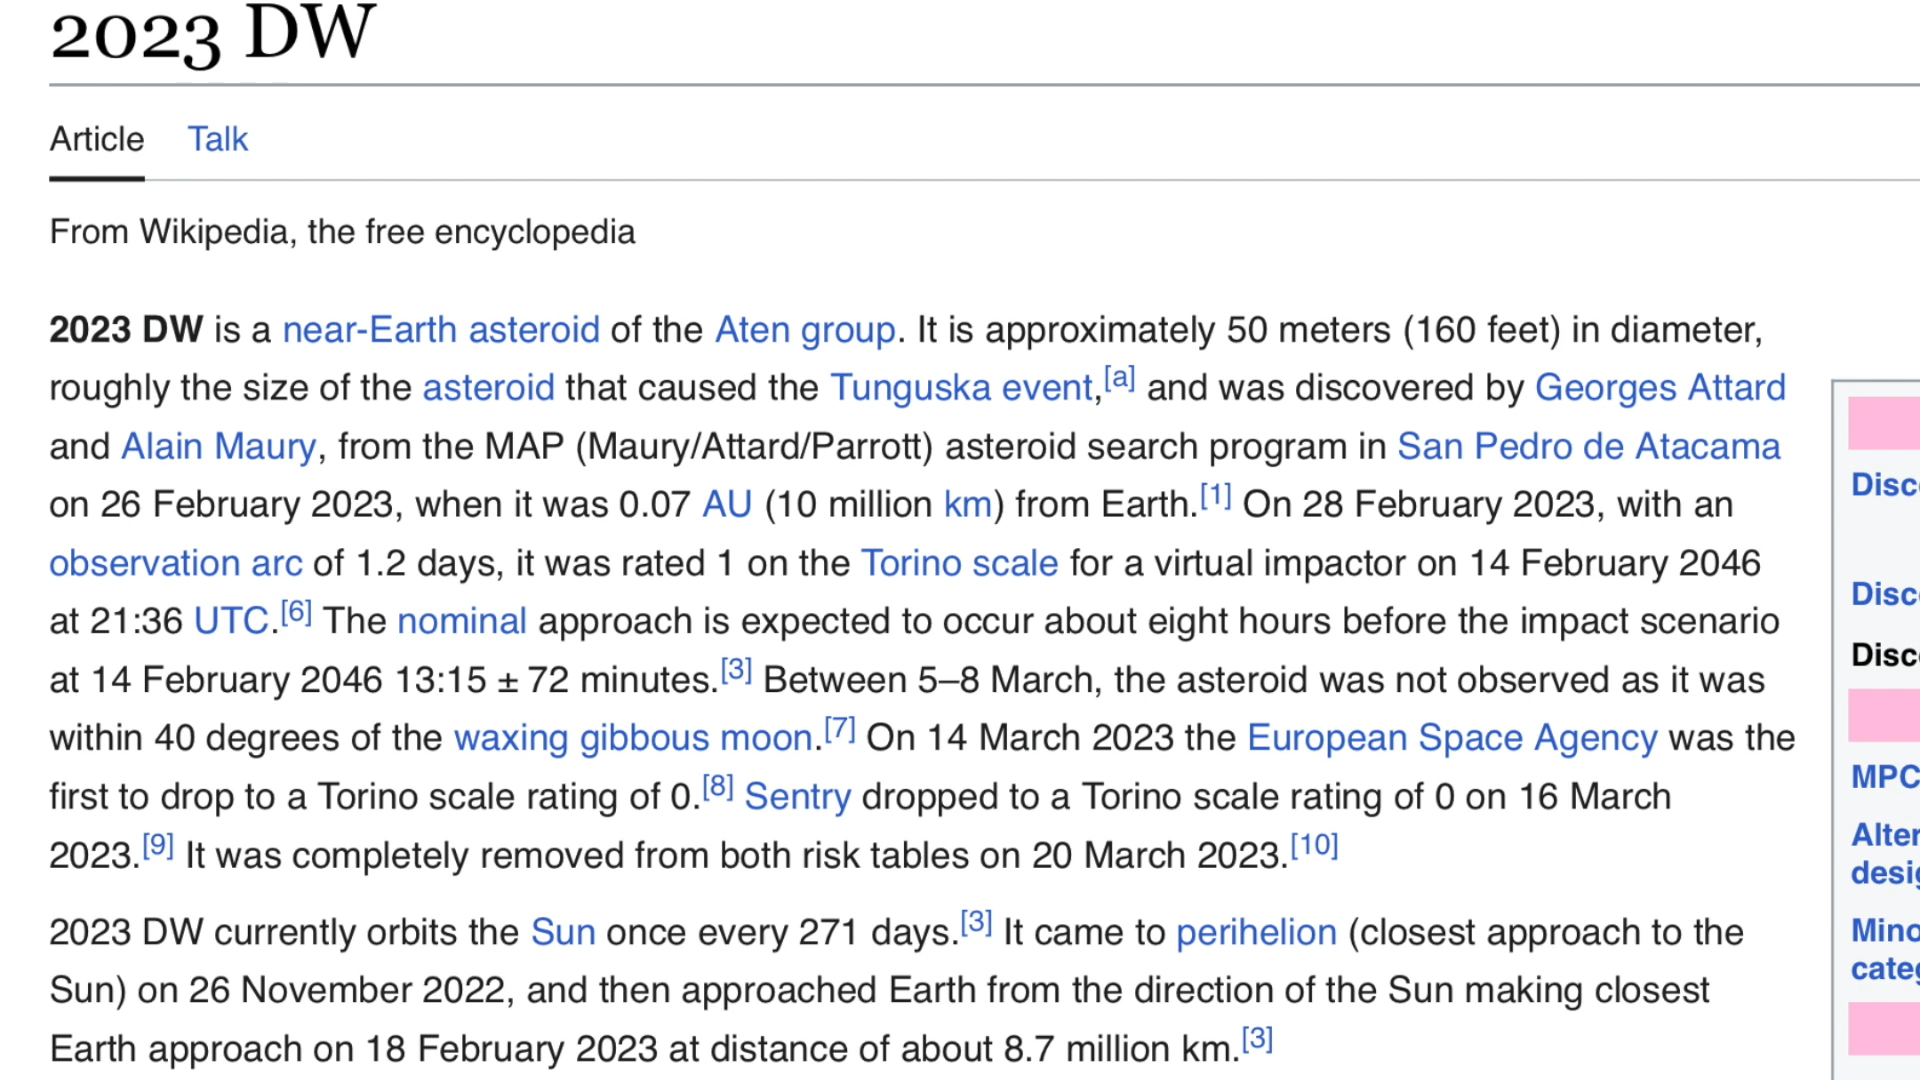 2023 DW
Article Talk
From Wikipedia, the free encyclopedia
2023 DW is a near-Earth asteroid of the Aten group. It is approximately 50 meters (160 feet) in diameter,
roughly the size of the asteroid that caused the Tunguska event,[a] and was discovered by Georges Attard
and Alain Maury, from the MAP (Maury/Attard/Parrott) asteroid search program in San Pedro de Atacama
on 26 February 2023, when it was 0.07 AU (10 million km) from Earth.[1] On 28 February 2023, with an
observation arc of 1.2 days, it was rated 1 on the Torino scale for a virtual impactor on 14 February 2046
at 21:36 UTC.[6] The nominal approach is expected to occur about eight hours before the impact scenario
at 14 February 2046 13:15 ± 72 minutes.[3] Between 5–8 March, the asteroid was not observed as it was
within 40 degrees of the waxing gibbous moon.[7] On 14 March 2023 the European Space Agency was the
first to drop to a Torino scale rating of 0.[8] Sentry dropped to a Torino scale rating of 0 on 16 March
2023.[9] It was completely removed from both risk tables on 20 March 2023.[10]
2023 DW currently orbits the Sun once every 271 days.[3] It came to perihelion (closest approach to the
Sun) on 26 November 2022, and then approached Earth from the direction of the Sun making closest
Earth approach on 18 February 2023 at distance of about 8.7 million km.[3]
MPC